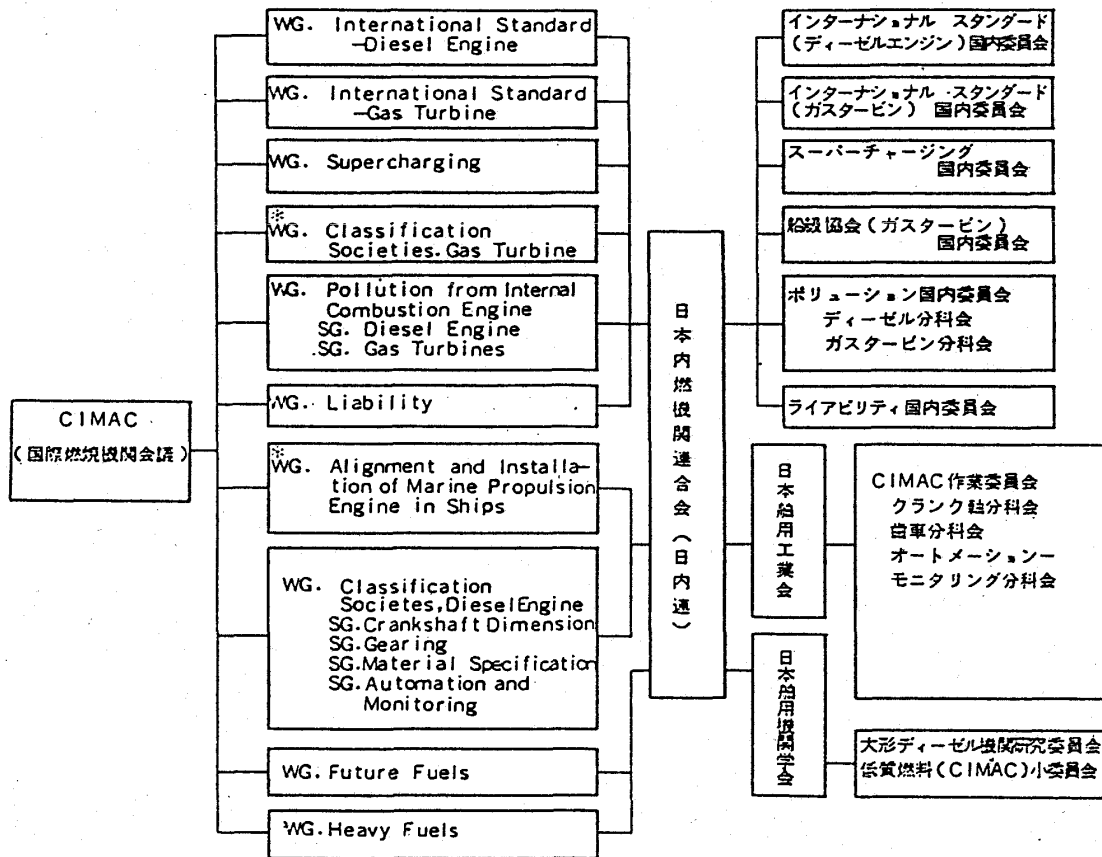 CIMAC
(国際燃焼機関会議)
WG. International Standard
–Diesel Engine
WG. International Standard
–Gas Turbine
WG. Supercharging
※
WG. Classification
Societies.Gas Turbine
WG. Pollution from Internal
Combustion Engine
SG. Diesel Engine
SG. Gas Turbines
WG. Liability
※
WG. Alignment and Installa–
tion of Marine Propulsion
Engine in Ships
WG. Classification
Societes,Diesel Engine
SG.Crankshaft Dimension
SG.Gearing
SG.Material Specification
SG.Automation and
Monitoring
WG.Future Fuels
WG.Heavy Fuels
日本内燃機関連合会(日内連)
インターナショナル スタンダード
(ディーゼルエンジン)国内委員会
インターナショナル・スタンダード
(ガスタービン) 国内委員会
スーパーチャージング
国内委員会
船級協会(ガスタービン)
国内委員会
ポリューション国内委員会
ディーゼル分科会
ガスタービン分科会
ライアビリティ国内委員会
日本舶用工業会
CIMAC作業委員会
クランク軸分科会
歯車分科会
オートメーションー
モニタリング分科会
日本舶用機関学会
大形ディーゼル機関研究委員会
低質燃料(CIMAC)小委員会